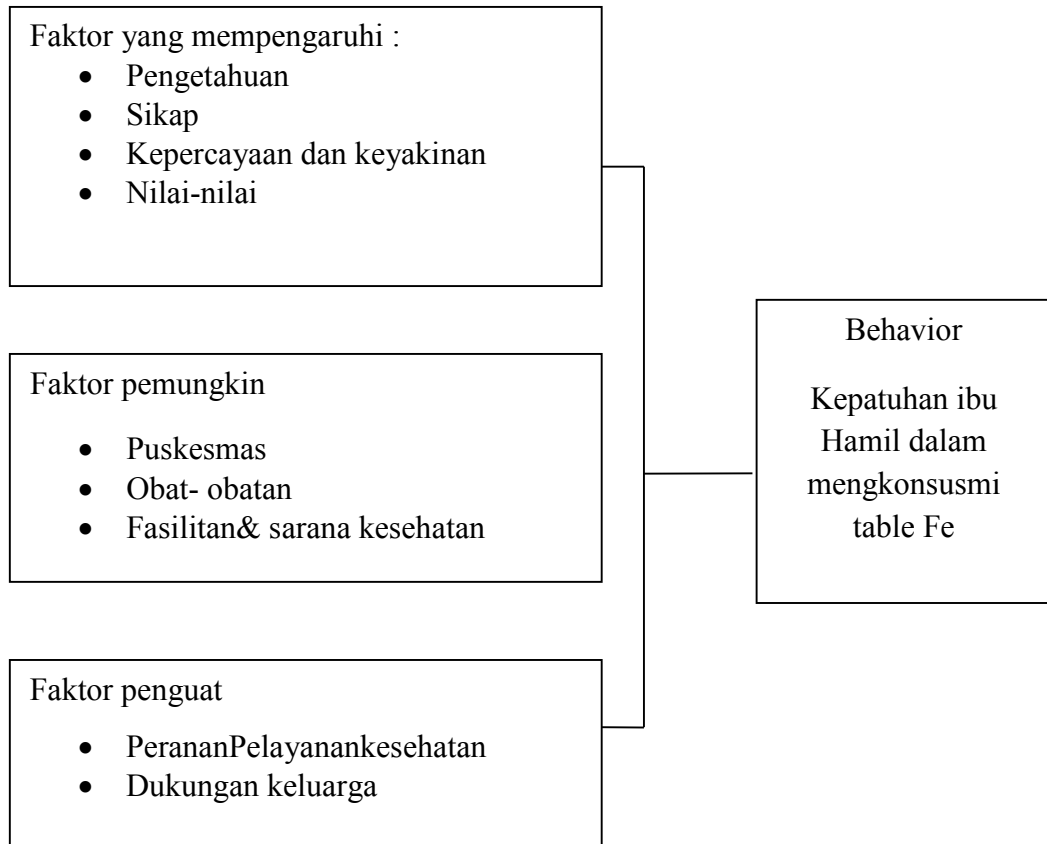 Faktor yang mempengaruhi :
• Pengetahuan
• Sikap
• Kepercayaan dan keyakinan
• Nilai-nilai
Faktor pemungkin
• Puskesmas
• Obat- obatan
• Fasilitan& sarana kesehatan
Faktor penguat
• PerananPelayanankesehatan
• Dukungan keluarga
Behavior
Kepatuhan ibu
Hamil dalam
mengkonsusmi
table Fe